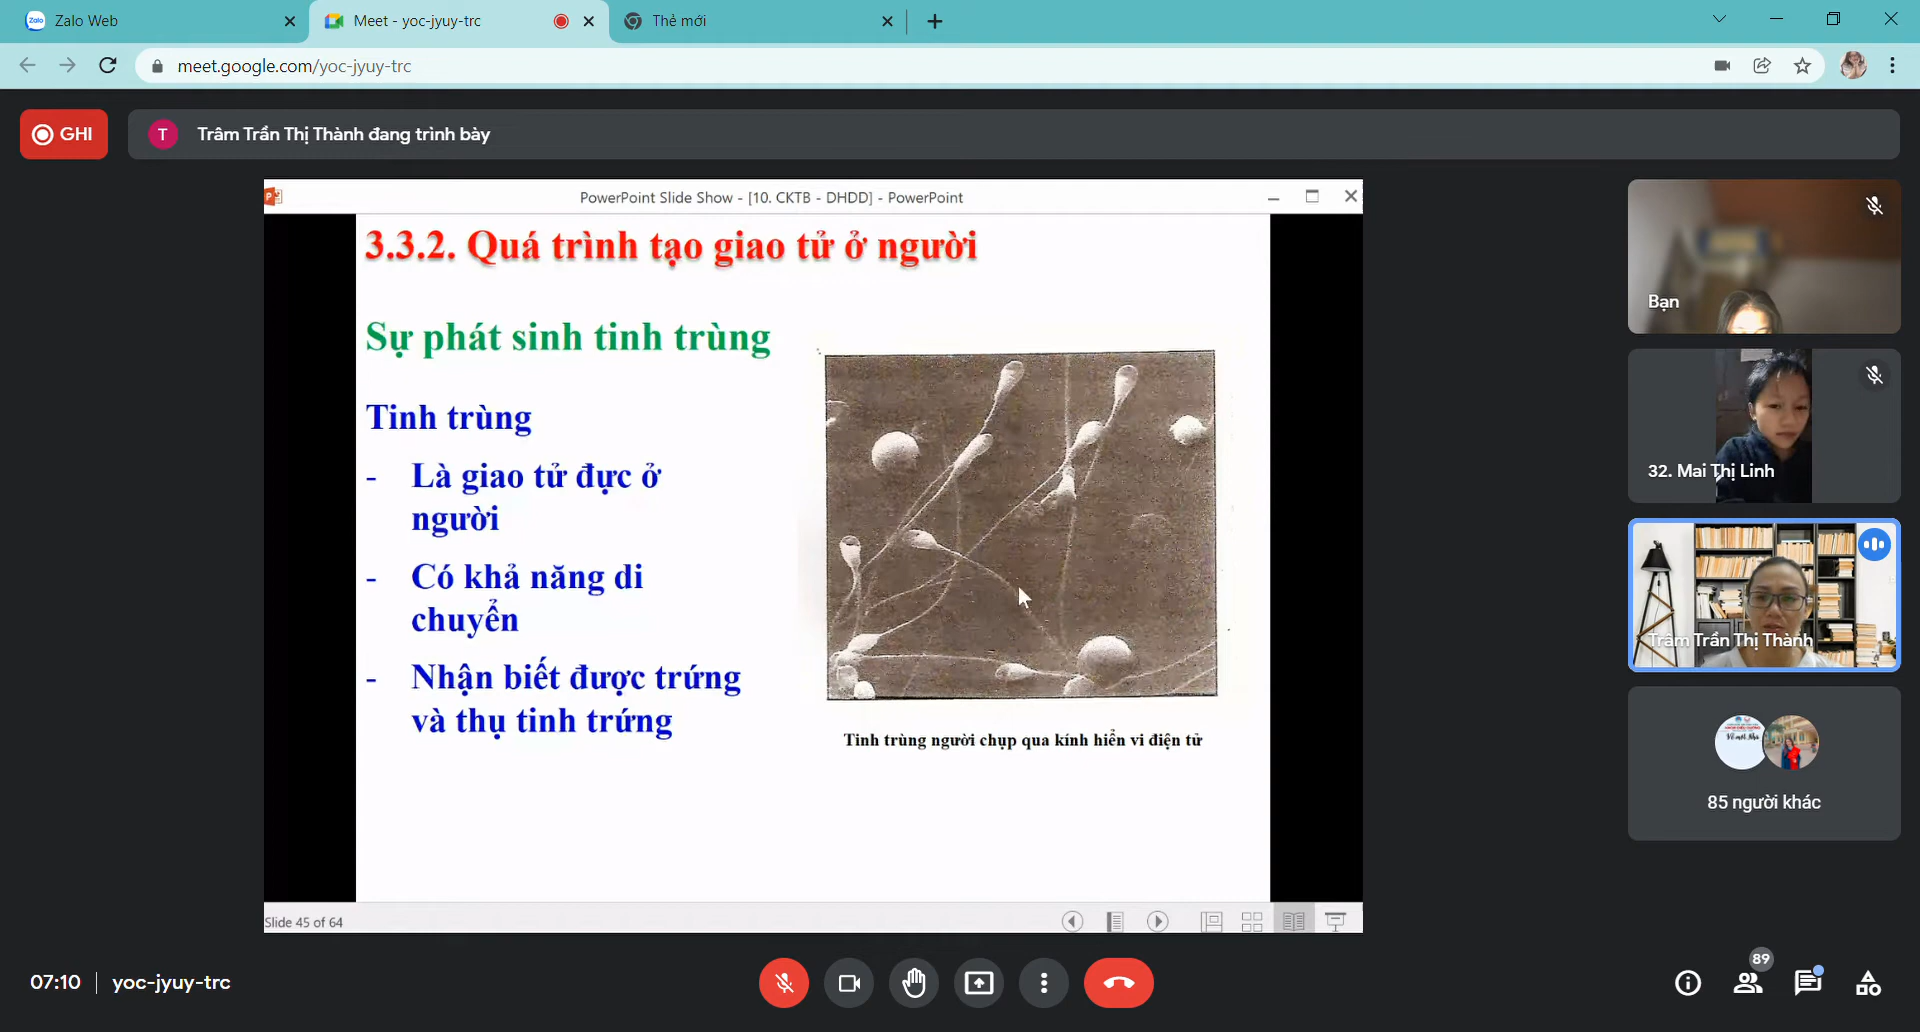 Zalo Web
Meet - yoc-jyuy-trc
Thẻ mới
meet.google.com/yoc-jyuy-trc
GHI
T
Trâm Trần Thị Thành đang trình bày
PowerPoint Slide Show - [10. CKTB - DHDD] - PowerPoint
3.3.2. Quá trình tạo giao tử ở người
Sự phát sinh tinh trùng
Tinh trùng
- Là giao tử đực ở
người
- Có khả năng di
chuyển
- Nhận biết được trứng
và thụ tinh trứng
Tinh trùng người chụp qua kính hiển vi điện tử
Slide 45 of 64
Bạn
32. Mai Thị Linh
Trâm Trần Thị Thành
85 người khác
07:10
yoc-jyuy-trc
89